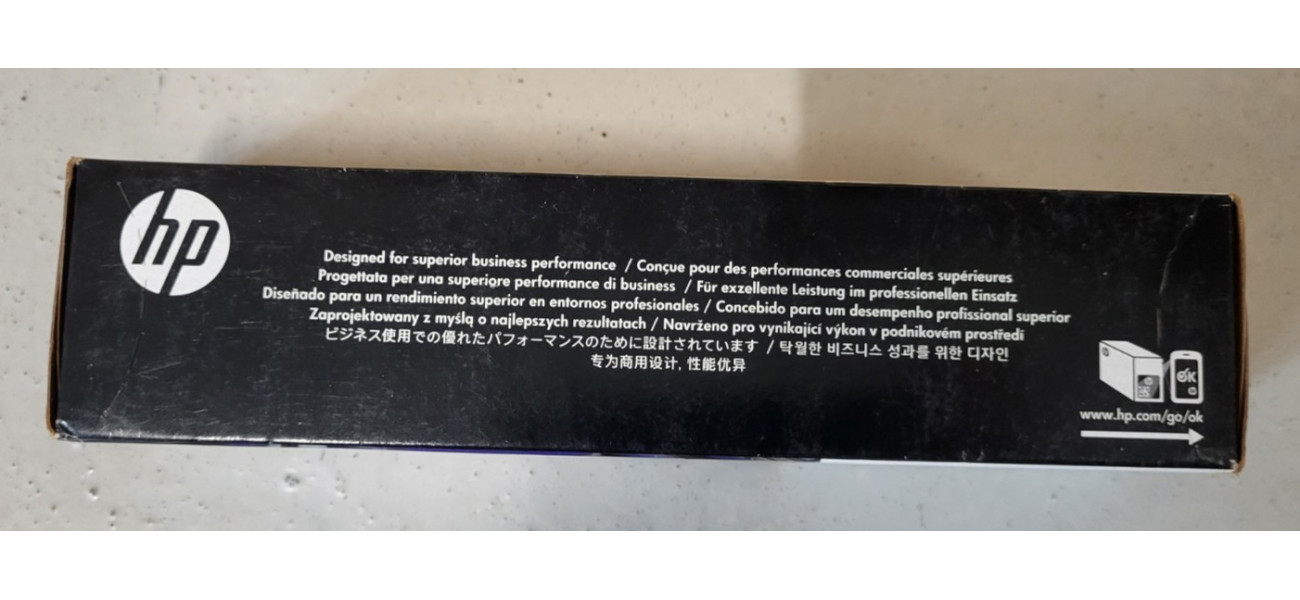 hp
Designed for superior business performance / Conçue pour des performances commerciales supérieures
Progettata per una superiore performance di business / Für exzellente Leistung im professionellen Einsatz
Diseñado para un rendimiento superior en entornos profesionales / Concebido para um desempenho profissional superior
Zaprojektowany z myślą o najlepszych rezultatach / Navrženo pro vynikající výkon v podnikovém prostředí
ビジネス使用での優れたパフォーマンスのために設計されています / 탁월한 비즈니스 성과를 위한 디자인
专为商用设计, 性能优异
OK
www.hp.com/go/ok